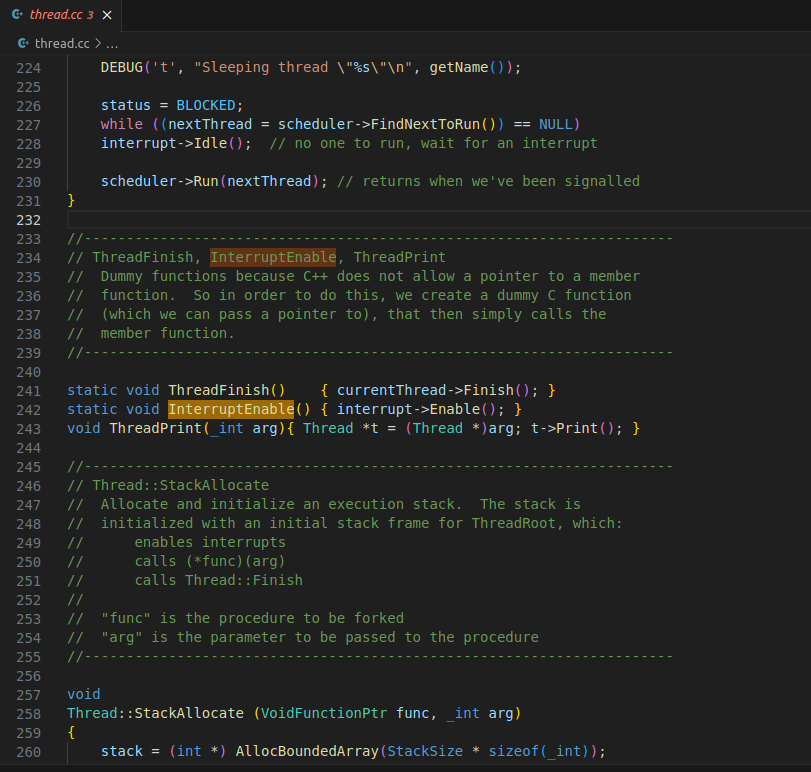 thread.cc 3
thread.cc > ...
224 DEBUG('t', "Sleeping thread \"%s\"\n", getName());
225
226 status = BLOCKED;
227 while ((nextThread = scheduler->FindNextToRun()) == NULL)
228 interrupt->Idle();  // no one to run, wait for an interrupt
229
230 scheduler->Run(nextThread); // returns when we've been signalled
231 }
232
233 //----------------------------------------------------------------------
234 // ThreadFinish, InterruptEnable, ThreadPrint
235 //  Dummy functions because C++ does not allow a pointer to a member
236 //  function.  So in order to do this, we create a dummy C function
237 //  (which we can pass a pointer to), that then simply calls the
238 //  member function.
239 //----------------------------------------------------------------------
240
241 static void ThreadFinish()    { currentThread->Finish(); }
242 static void InterruptEnable() { interrupt->Enable(); }
243 void ThreadPrint(_int arg){ Thread *t = (Thread *)arg; t->Print(); }
244
245 //----------------------------------------------------------------------
246 // Thread::StackAllocate
247 //  Allocate and initialize an execution stack.  The stack is
248 //  initialized with an initial stack frame for ThreadRoot, which:
249 //      enables interrupts
250 //      calls (*func)(arg)
251 //      calls Thread::Finish
252 //
253 //  "func" is the procedure to be forked
254 //  "arg" is the parameter to be passed to the procedure
255 //----------------------------------------------------------------------
256
257 void
258 Thread::StackAllocate (VoidFunctionPtr func, _int arg)
259 {
260 stack = (int *) AllocBoundedArray(StackSize * sizeof(_int));